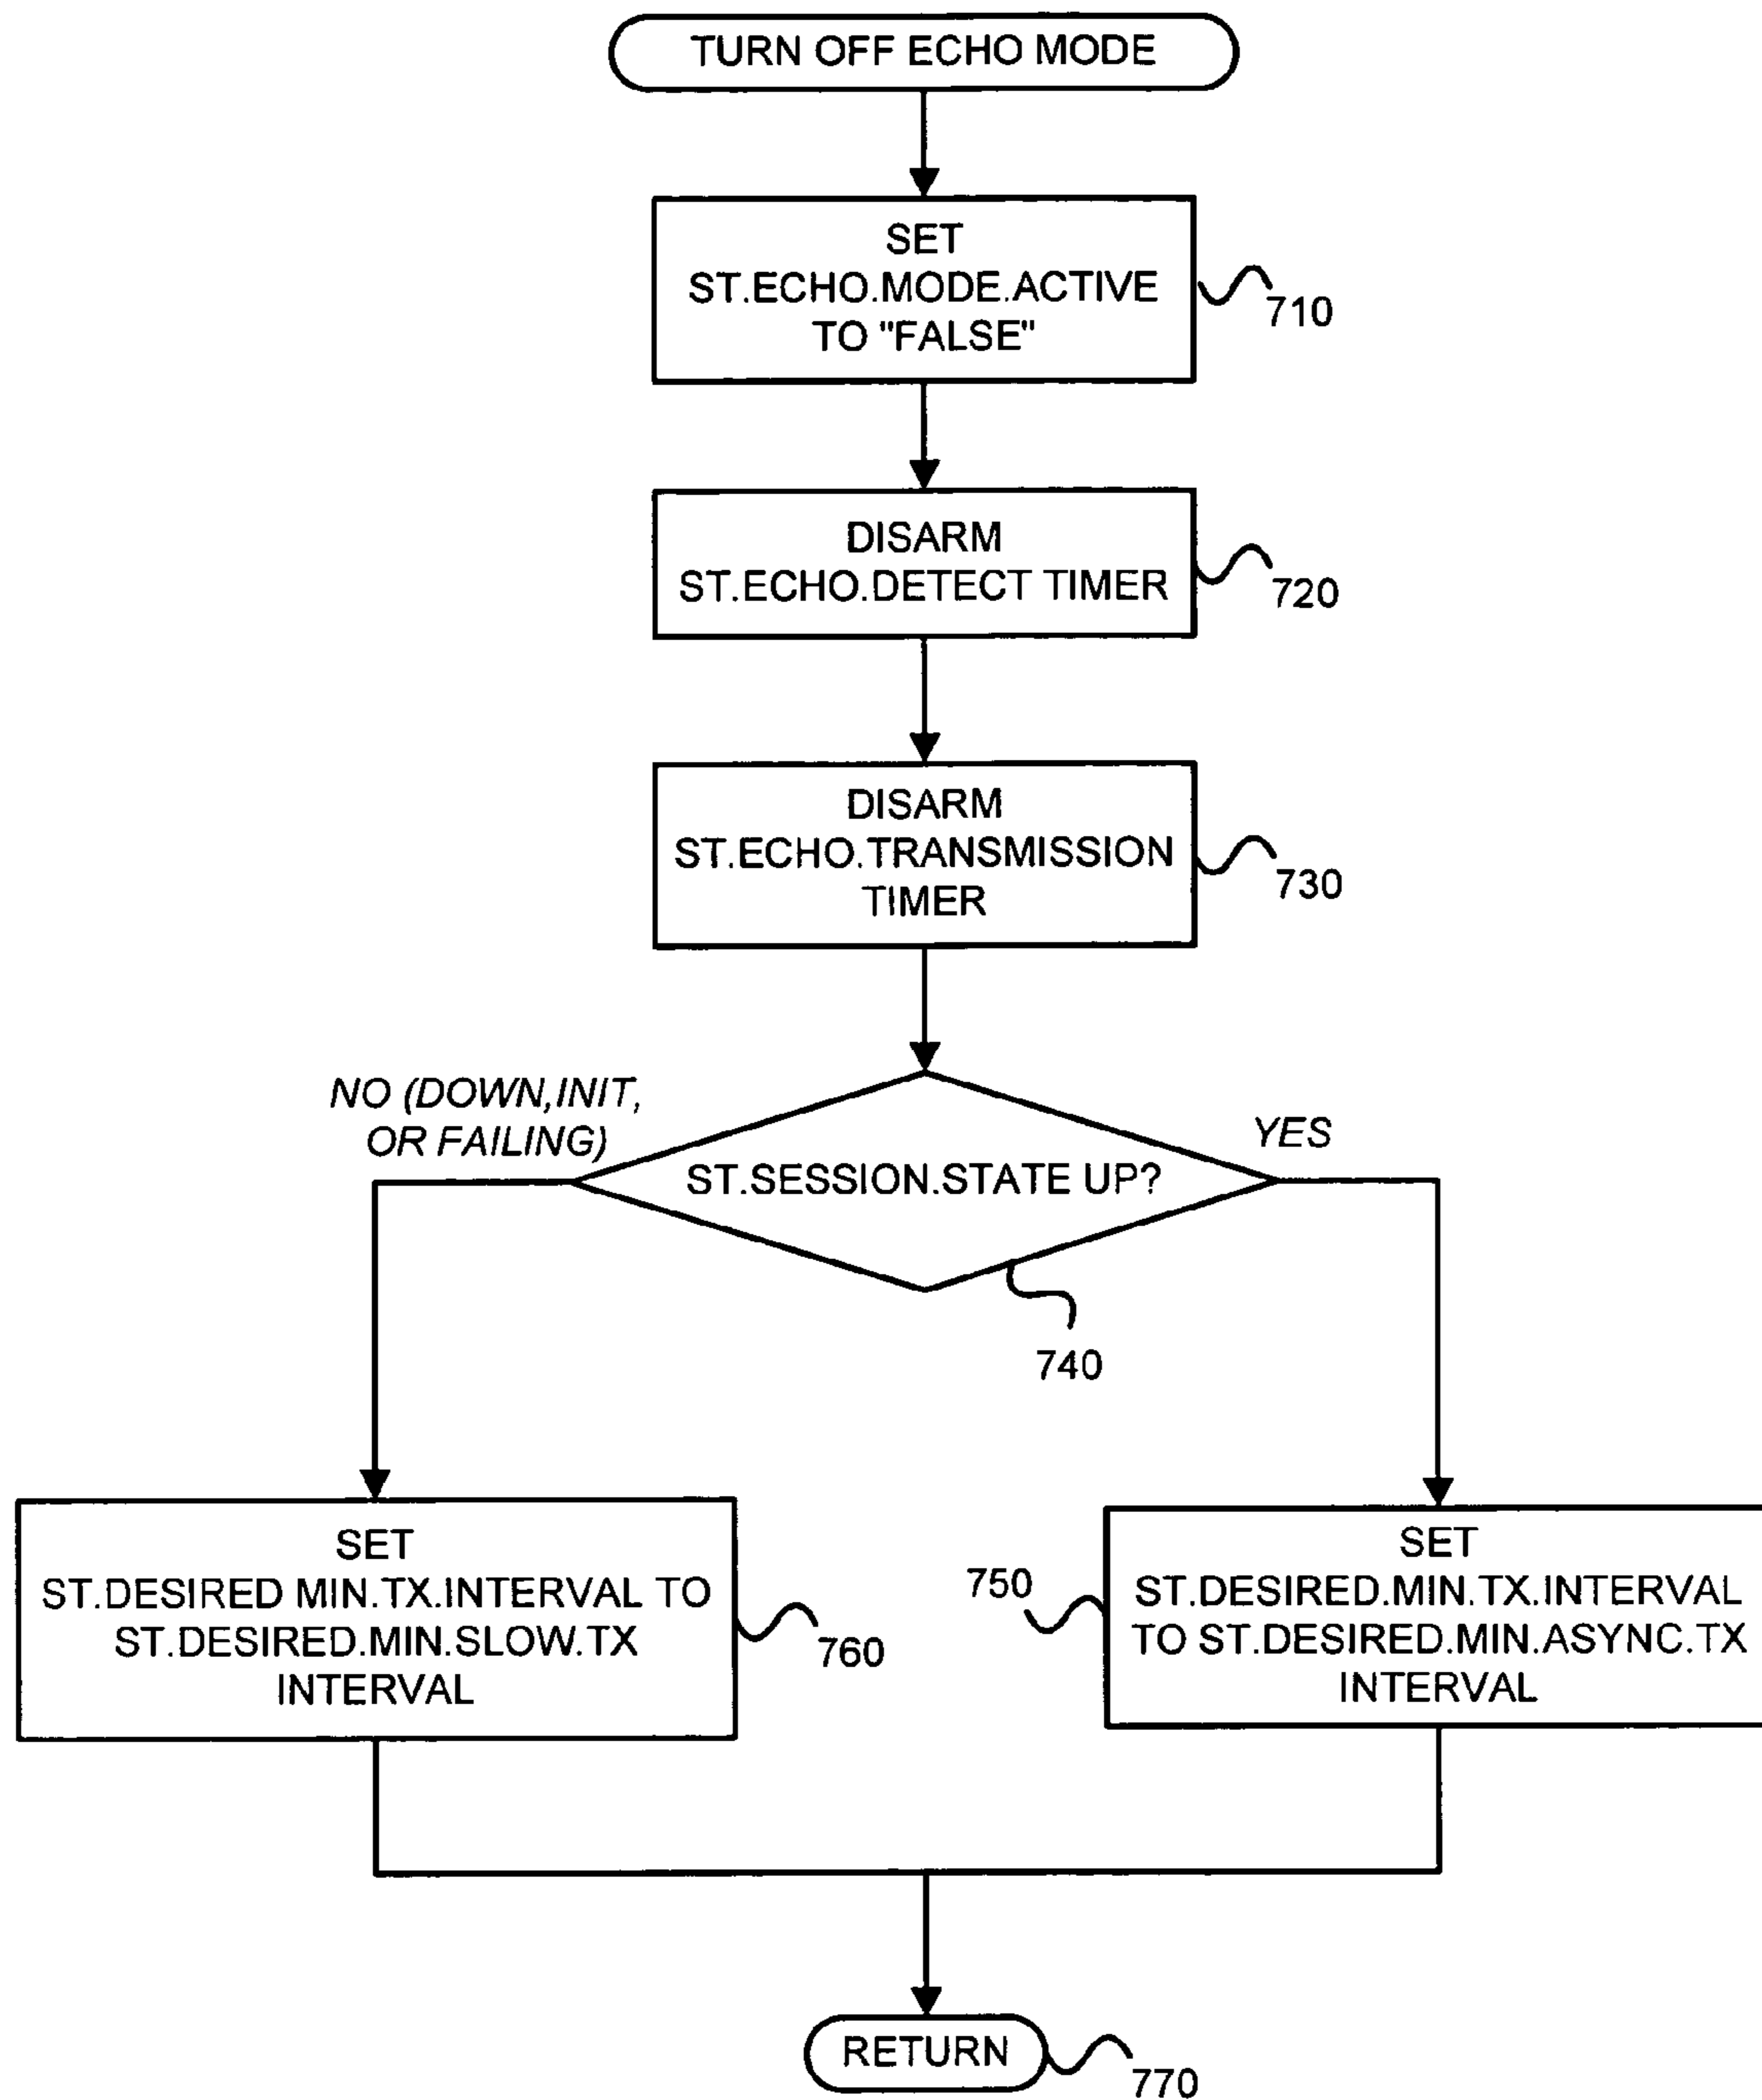 TURN OFF ECHO MODE
SET
ST.ECHO.MODE.ACTIVE
TO "FALSE"
710
DISARM
ST.ECHO.DETECT TIMER
720
DISARM
ST.ECHO.TRANSMISSION
TIMER
730
NO (DOWN,INIT,
OR FAILING)
YES
ST.SESSION.STATE UP?
740
SET
ST.DESIRED MIN.TX.INTERVAL TO
ST.DESIRED.MIN.SLOW.TX
INTERVAL
760
750
SET
ST.DESIRED.MIN.TX.INTERVAL
TO ST.DESIRED.MIN.ASYNC.TX
INTERVAL
RETURN
770